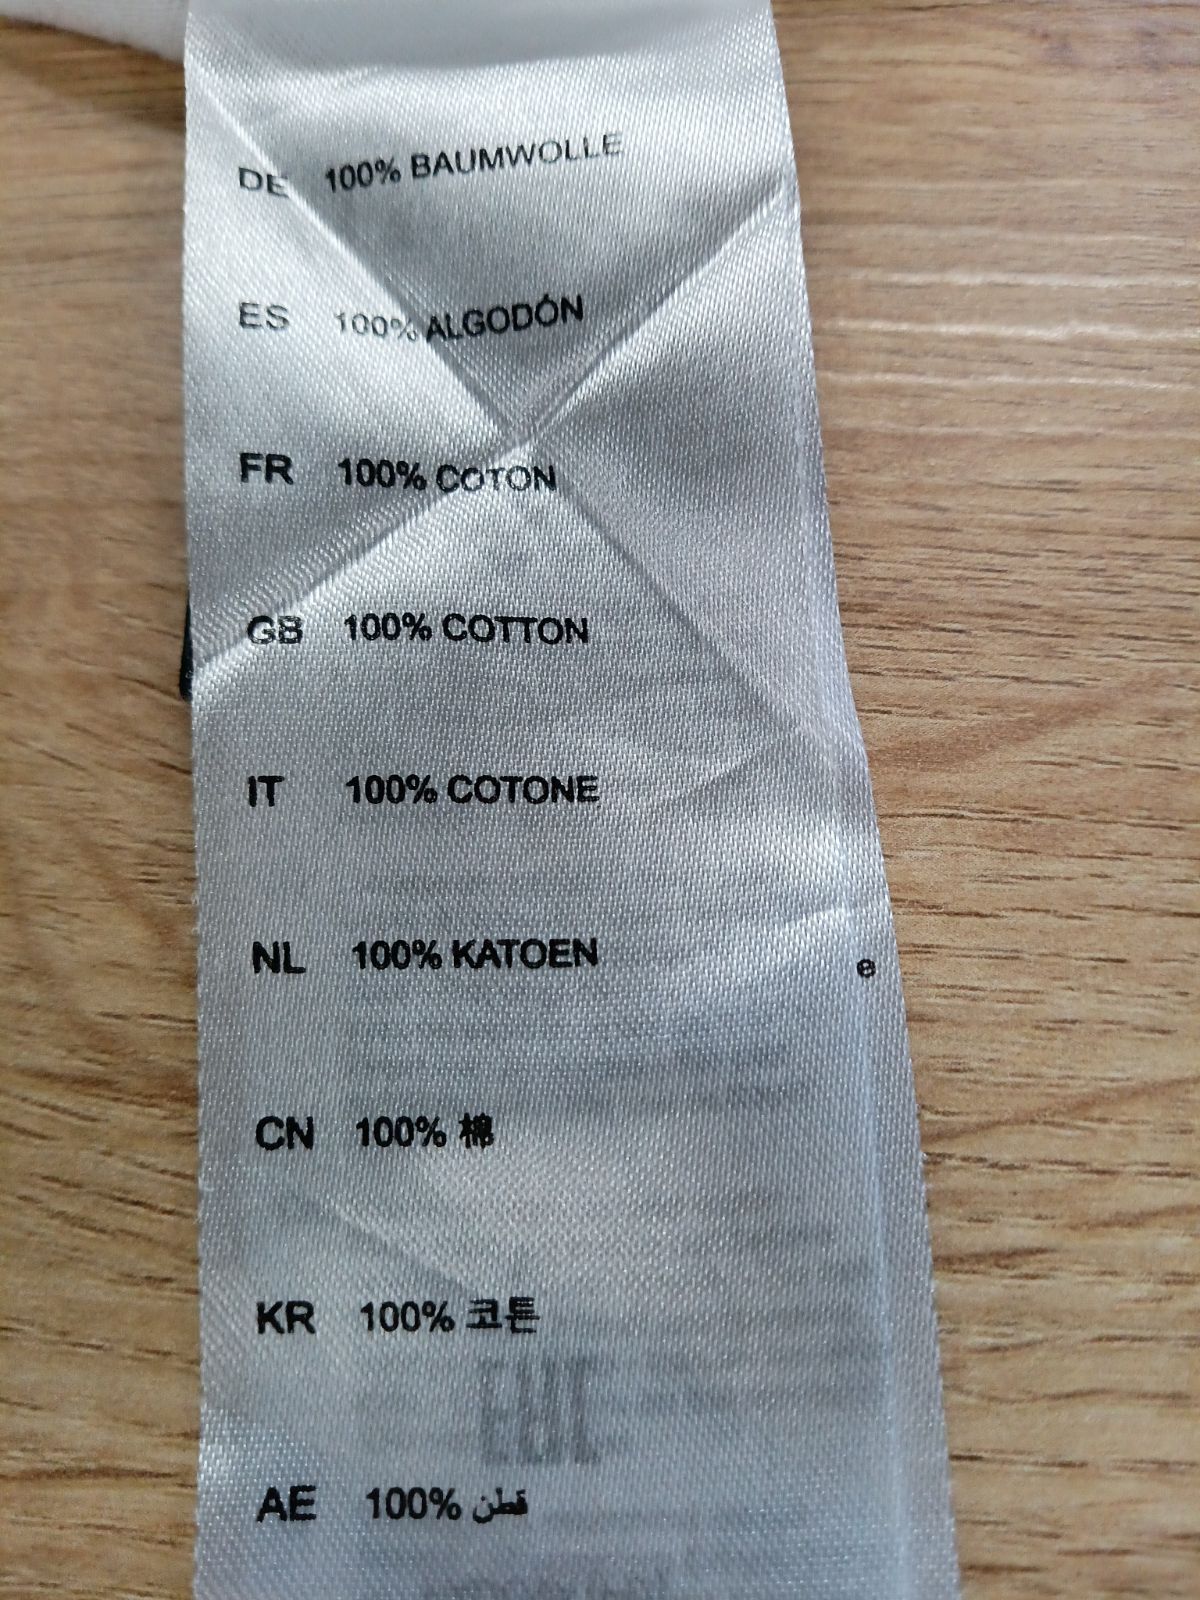 DE 100% BAUMWOLLE
ES 100% ALGODÓN
FR 100% COTON
GB 100% COTTON
IT 100% COTONE
NL 100% KATOEN
e
CN 100% 棉
KR 100% 코튼
AE 100% قطن